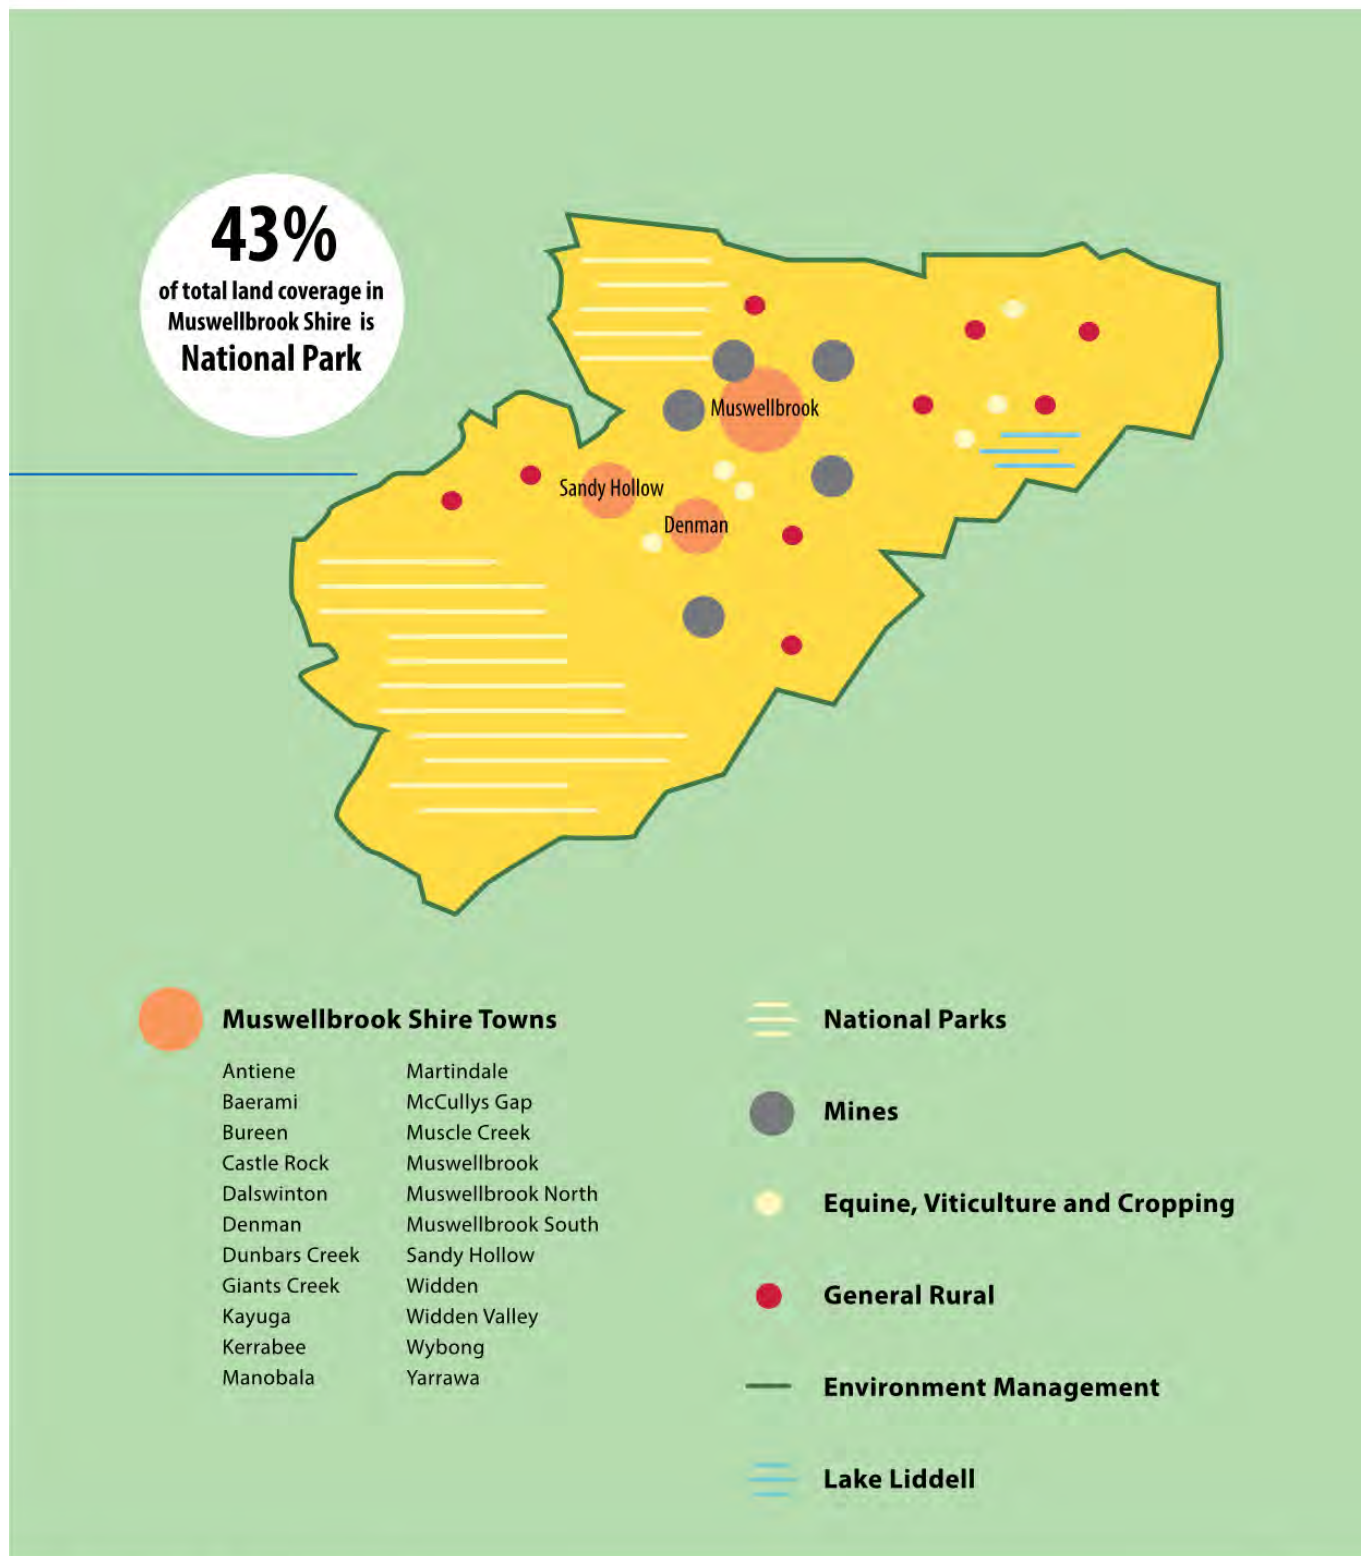 43%
of total land coverage in
Muswellbrook Shire is
National Park
Muswellbrook
Sandy Hollow
Denman
Muswellbrook Shire Towns
Antiene
Baerami
Bureen
Castle Rock
Dalswinton
Denman
Dunbars Creek
Giants Creek
Kayuga
Kerrabee
Manobala
Martindale
McCullys Gap
Muscle Creek
Muswellbrook
Muswellbrook North
Muswellbrook South
Sandy Hollow
Widden
Widden Valley
Wybong
Yarrawa
National Parks
Mines
Equine, Viticulture and Cropping
General Rural
Environment Management
Lake Liddell